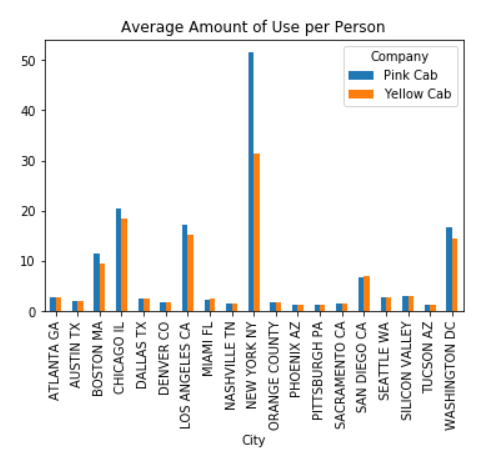 Average Amount of Use per Person
Company
Pink Cab
Yellow Cab
50
40
30
20
10
0
ATLANTA GA
AUSTIN TX
BOSTON MA
CHICAGO IL
DALLAS TX
DENVER CO
LOS ANGELES CA
MIAMI FL
NASHVILLE TN
NEW YORK NY
ORANGE COUNTY
PHOENIX AZ
PITTSBURGH PA
SACRAMENTO CA
SAN DIEGO CA
SEATTLE WA
SILICON VALLEY
TUCSON AZ
WASHINGTON DC
City